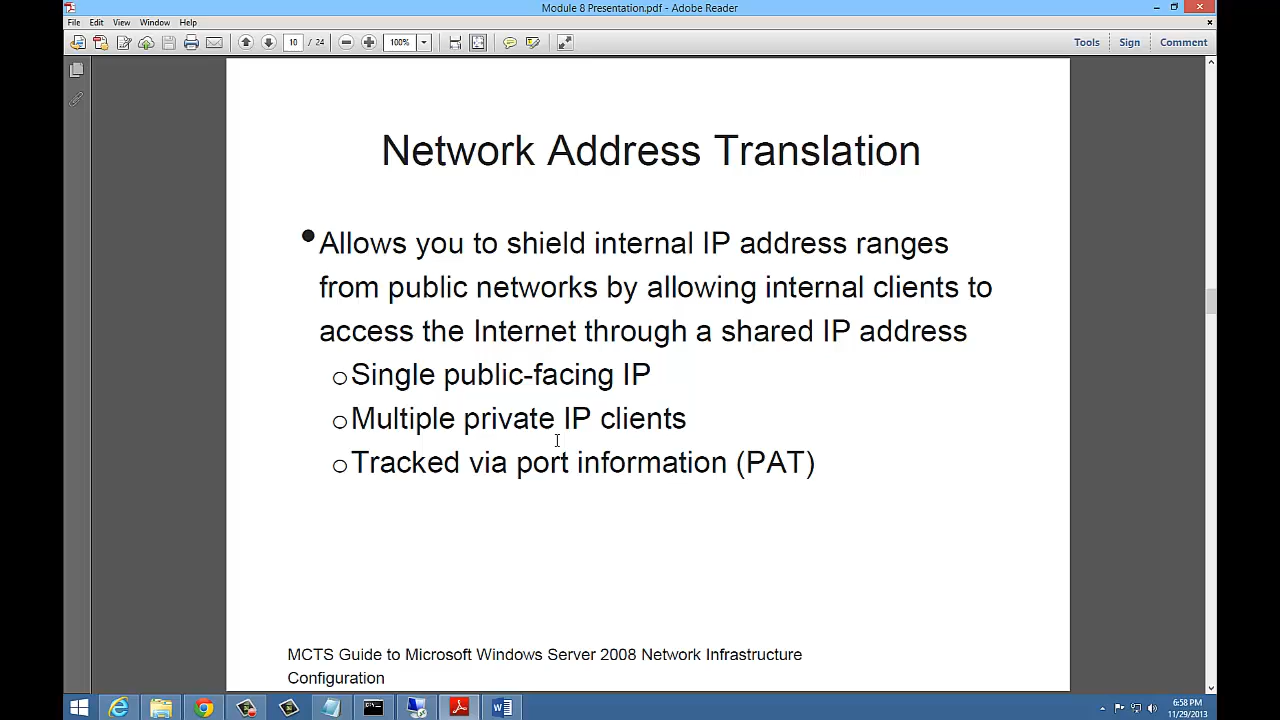 Module 8 Presentation.pdf - Adobe Reader
File Edit View Window Help
10 / 24 100% Tools Sign Comment
Network Address Translation
•Allows you to shield internal IP address ranges
from public networks by allowing internal clients to
access the Internet through a shared IP address
oSingle public-facing IP
oMultiple private IP clients
oTracked via port information (PAT)
MCTS Guide to Microsoft Windows Server 2008 Network Infrastructure
Configuration
6:58 PM
11/29/2013